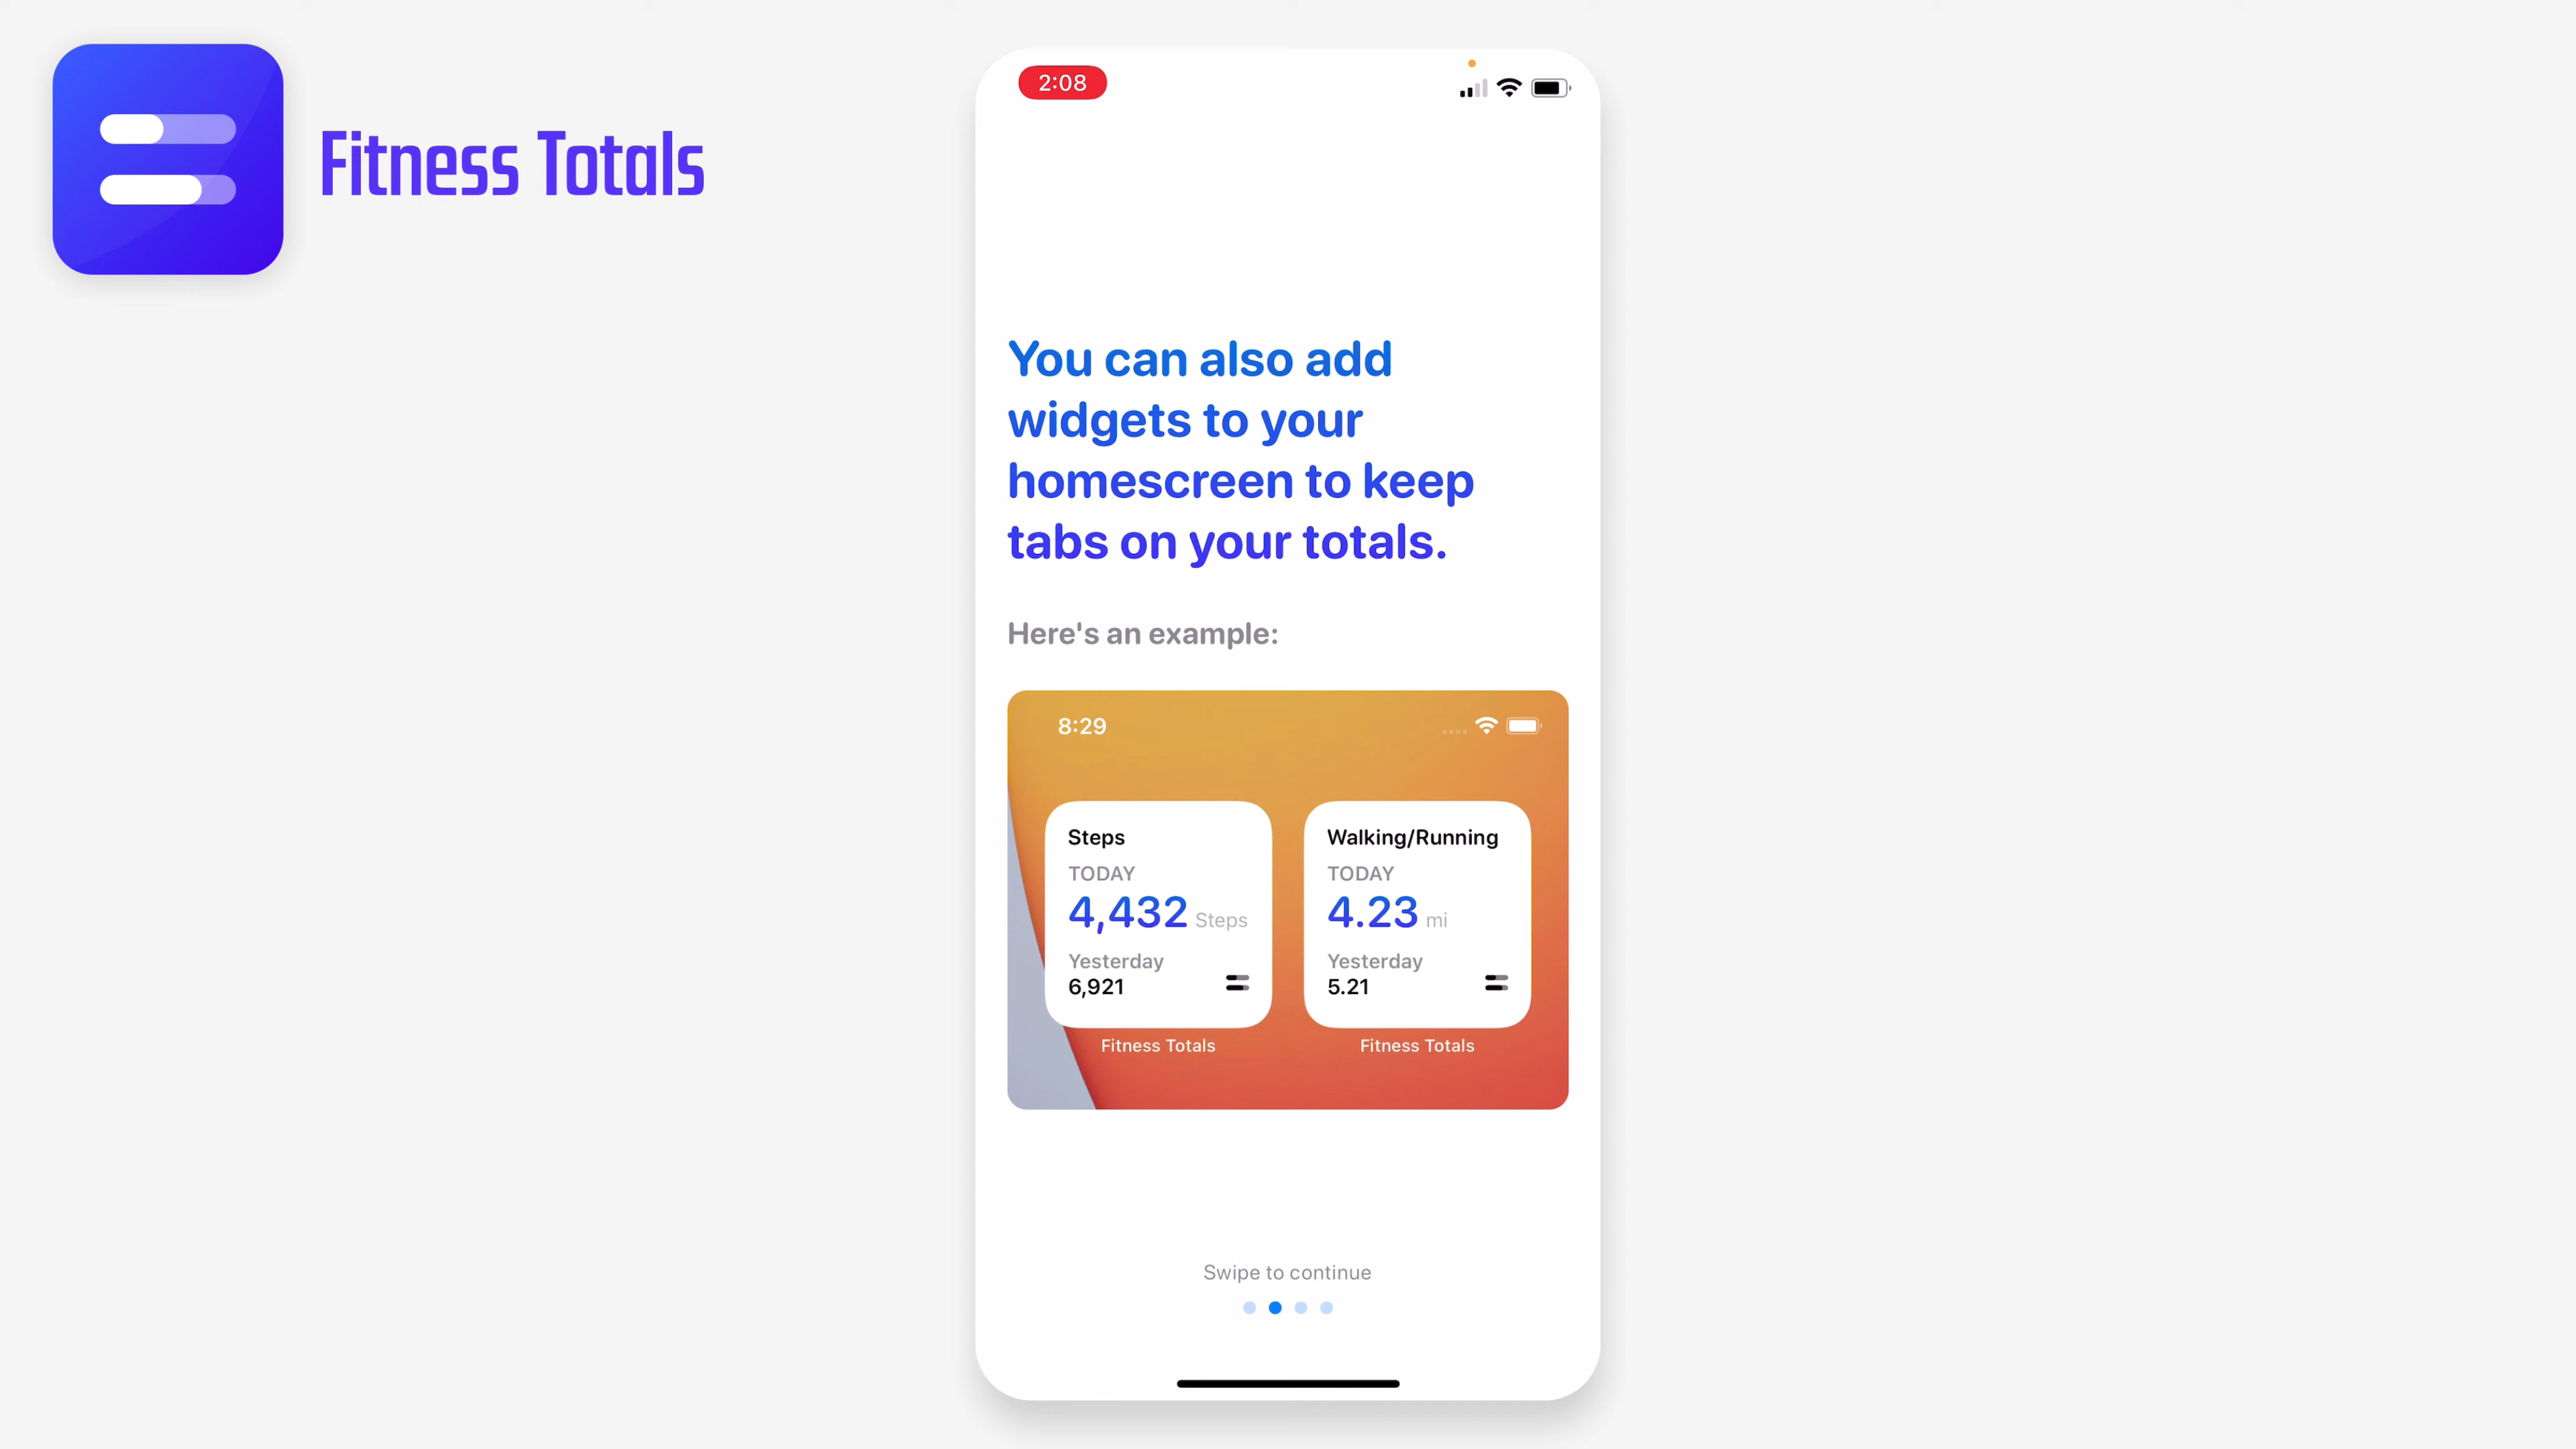 Fitness Totals
2:08
You can also add
widgets to your
homescreen to keep
tabs on your totals.
Here's an example:
8:29
Steps
TODAY
4,432 Steps
Yesterday
6,921
Fitness Totals
Walking/Running
TODAY
4.23 mi
Yesterday
5.21
Fitness Totals
Swipe to continue